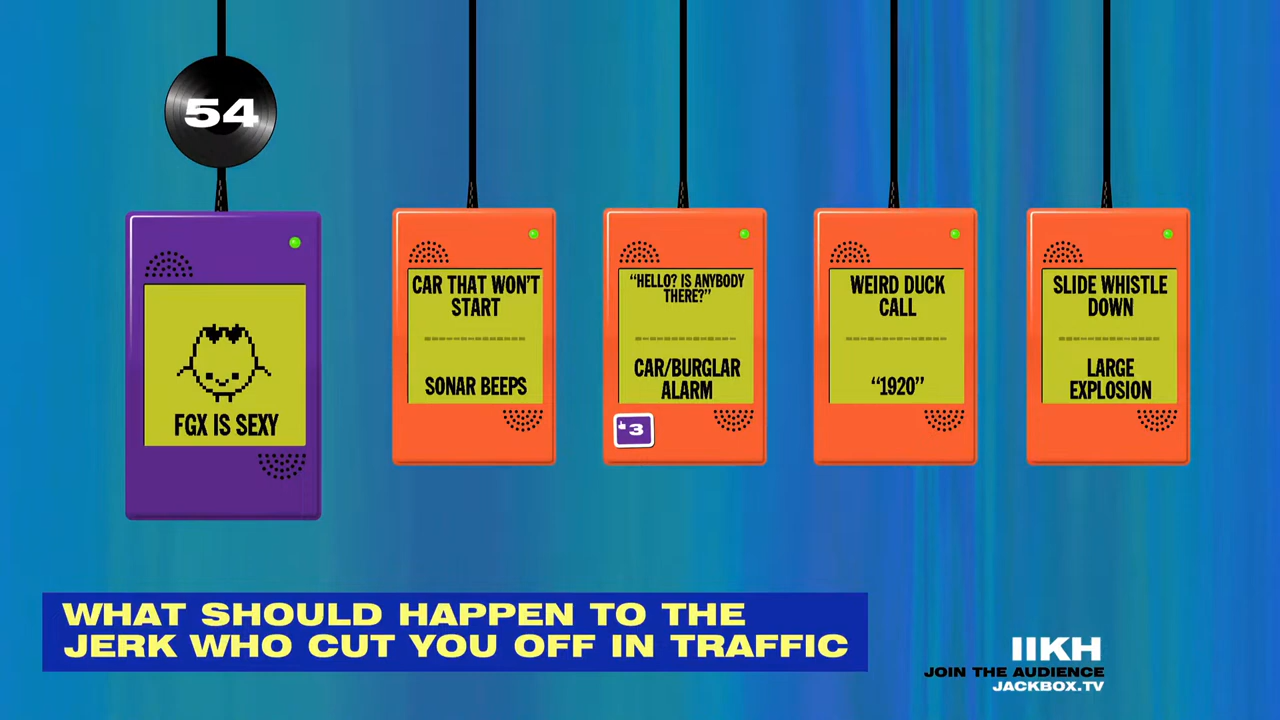 54
FGX IS SEXY
CAR THAT WON'T
START
SONAR BEEPS
“HELLO? IS ANYBODY
THERE?”
CAR/BURGLAR
ALARM
3
WEIRD DUCK
CALL
“1920”
SLIDE WHISTLE
DOWN
LARGE
EXPLOSION
WHAT SHOULD HAPPEN TO THE
JERK WHO CUT YOU OFF IN TRAFFIC
IIKH
JOIN THE AUDIENCE
JACKBOX.TV